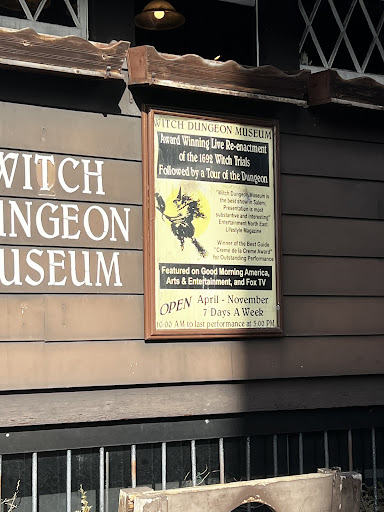 WITCH
DUNGEON
MUSEUM
WITCH DUNGEON MUSEUM
Award Winning Live Re-enactment
of the 1692 Witch Trials
Followed by a Tour of the Dungeon
"Witch Dungeon Museum is
the best show in Salem.
Presentation is most
substantive and interesting"
Entertainment North East
Lifestyle Magazine
Winner of the Best Guide
"Creme de la Creme Award"
for Outstanding Performance
Featured on Good Morning America,
Arts & Entertainment, and Fox TV
OPEN April - November
7 Days A Week
10:00 AM to last performance at 5:00 PM